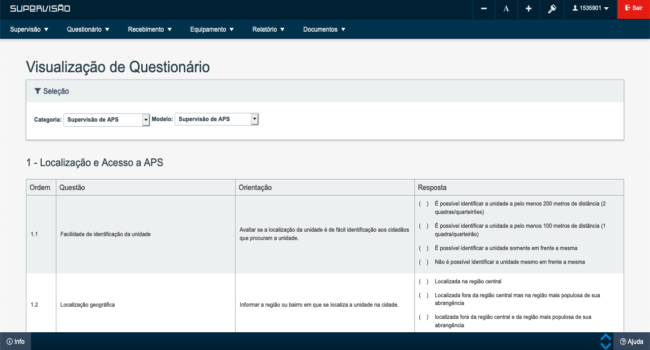 SUPERVISÃO
A 1535901 Sair
Supervisão Questionário Recebimento Equipamento Relatório Documentos
Visualização de Questionário
Seleção
Categoria: Supervisão de APS Modelo: Supervisão de APS
1 - Localização e Acesso a APS
Ordem Questão Orientação Resposta
1.1 Facilidade de identificação da unidade
Avaliar se a localização da unidade é de fácil identificação aos cidadãos
que procuram a unidade.
( ) É possível identificar a unidade a pelo menos 200 metros de distância (2
quadras/quarteirões)
( ) É possível identificar a unidade a pelo menos 100 metros de distância (1
quadra/quarteirão)
( ) É possível identificar a unidade somente em frente a mesma
( ) Não é possível identificar a unidade mesmo em frente a mesma
1.2 Localização geográfica
Informar a região ou bairro em que se localiza a unidade na cidade.
( ) Localizada na região central
( ) Localizada fora da região central mas na região mais populosa de sua
abrangência
( ) localizada fora da região central e da região mais populosa de sua
abrangência
Info Ajuda